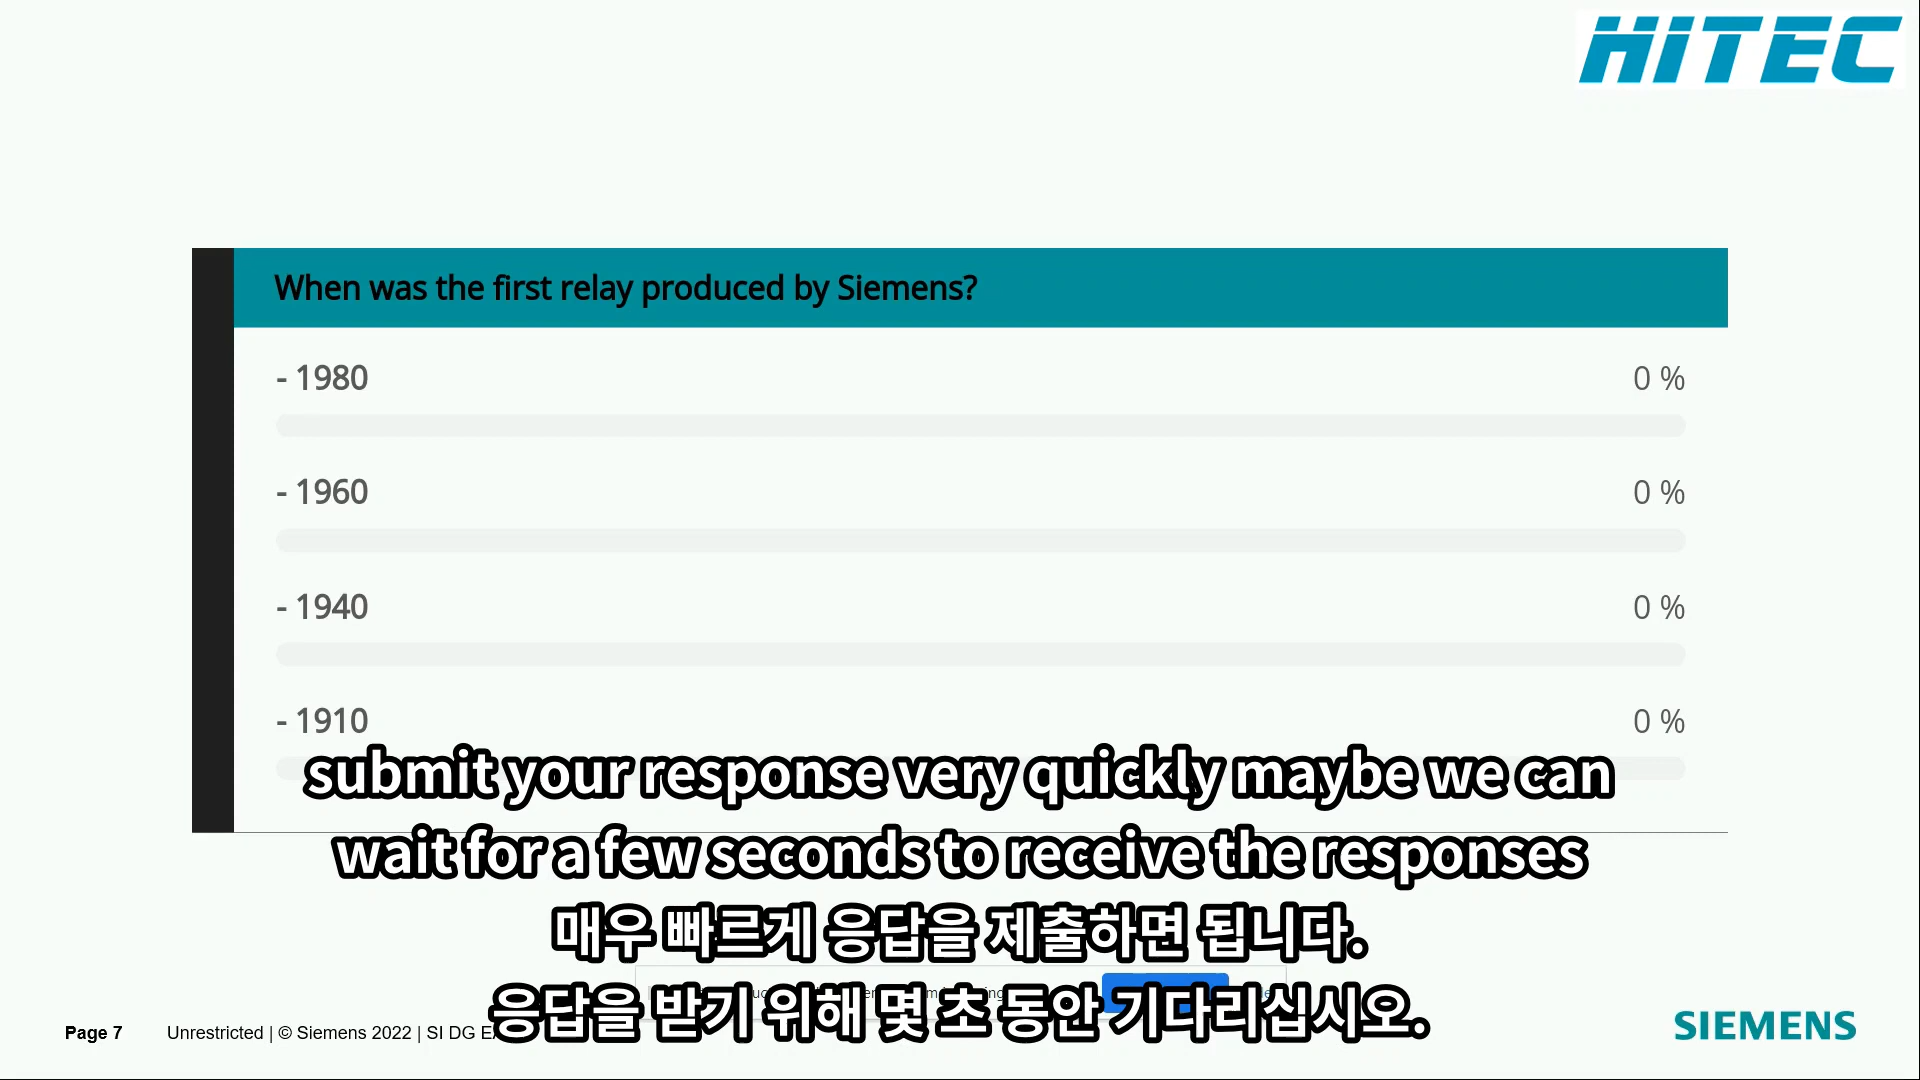 HITEC
When was the first relay produced by Siemens?
- 1980 0 %
- 1960 0 %
- 1940 0 %
- 1910 0 %
submit your response very quickly maybe we can
wait for a few seconds to receive the responses
매우 빠르게 응답을 제출하면 됩니다.
응답을 받기 위해 몇 초 동안 기다리십시오.
Page 7 Unrestricted | © Siemens 2022 | SI DG
SIEMENS